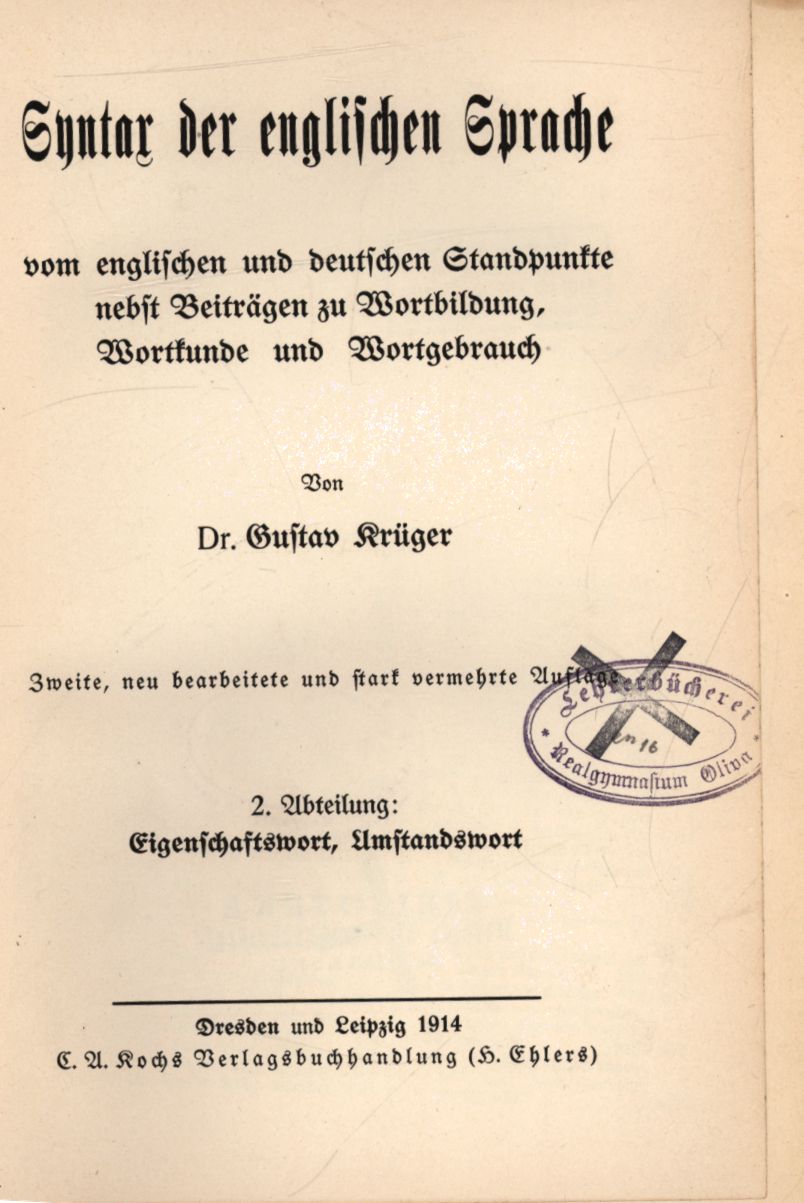 Syntax der englischen Sprache
vom englischen und deutschen Standpunkte
nebst Beiträgen zu Wortbildung,
Wortkunde und Wortgebrauch
Von
Dr. Gustav Krüger
Zweite, neu bearbeitete und stark vermehrte Auflage
Lehrerbücherei
en 16
* Realgymnasium Oliva *
2. Abteilung:
Eigenschaftswort, Umstandswort
Dresden und Leipzig 1914
C. A. Kochs Verlagsbuchhandlung (H. Ehlers)